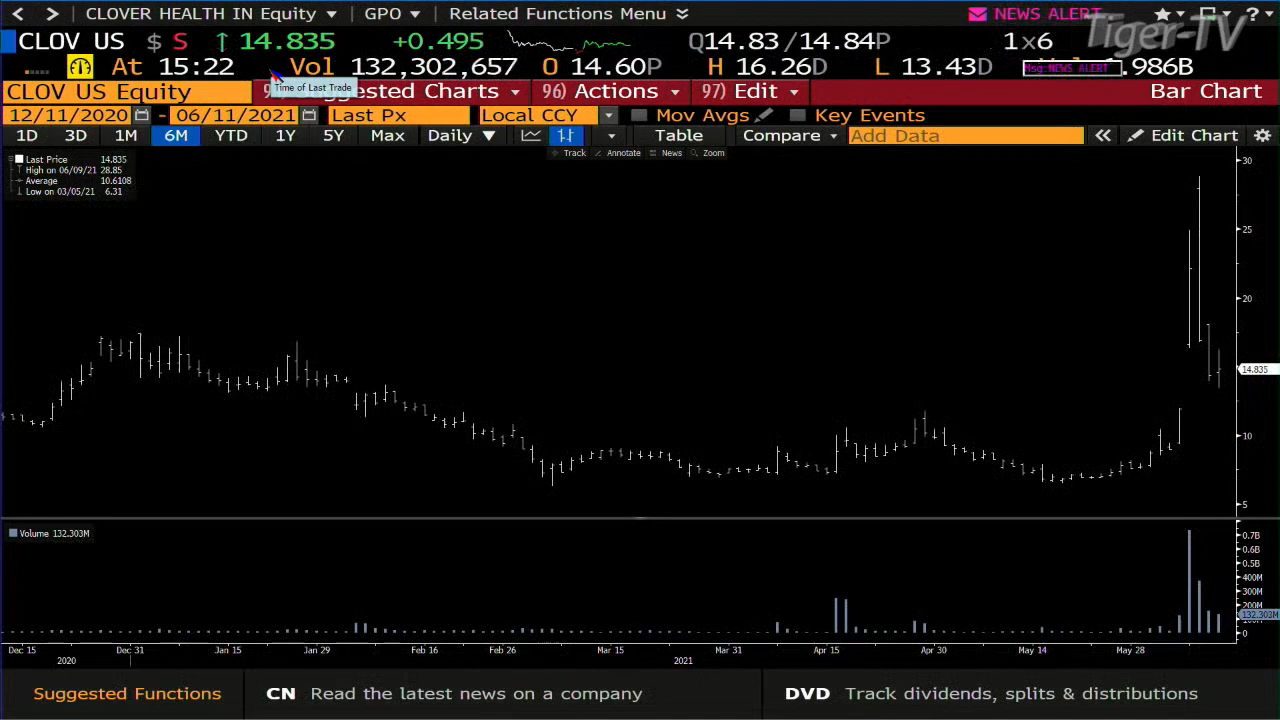 CLOVER HEALTH IN Equity GPO Related Functions Menu NEWS ALERT ?
CLOV US $ S ↑ 14.835 +0.495 Q14.83 /14.84P 1×6 Tiger-TV
At 15:22 Vol 132,302,657 O 14.60P H 16.26D L 13.43D Msg:NEWS ALERT .986B
Time of Last Trade
CLOV US Equity ggested Charts 96) Actions 97) Edit Bar Chart
12/11/2020 - 06/11/2021 Last Px Local CCY Mov Avgs Key Events
1D 3D 1M 6M YTD 1Y 5Y Max Daily ▼ Table Compare Add Data « Edit Chart
Track Annotate News Zoom
Last Price 14.835
High on 06/09/21 28.85
Average 10.6108
Low on 03/05/21 6.31
30
25
20
14.835
10
5
Volume 132.303M
0.7B
0.6B
0.5B
400M
300M
200M
132.303M
0
Dec 15 Dec 31 Jan 15 Jan 29 Feb 16 Feb 26 Mar 15 Mar 31 Apr 15 Apr 30 May 14 May 28
2020 2021
Suggested Functions CN Read the latest news on a company DVD Track dividends, splits & distributions